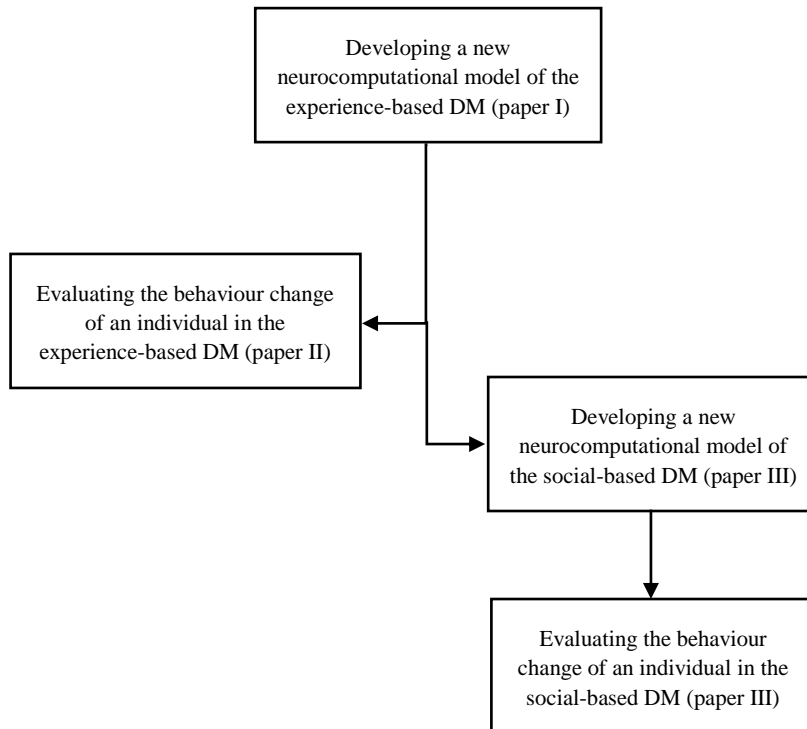 Developing a new
neurocomputational model of the
experience-based DM (paper I)
Evaluating the behaviour change
of an individual in the
experience-based DM (paper II)
Developing a new
neurocomputational model of
the social-based DM (paper III)
Evaluating the behaviour
change of an individual in the
social-based DM (paper III)